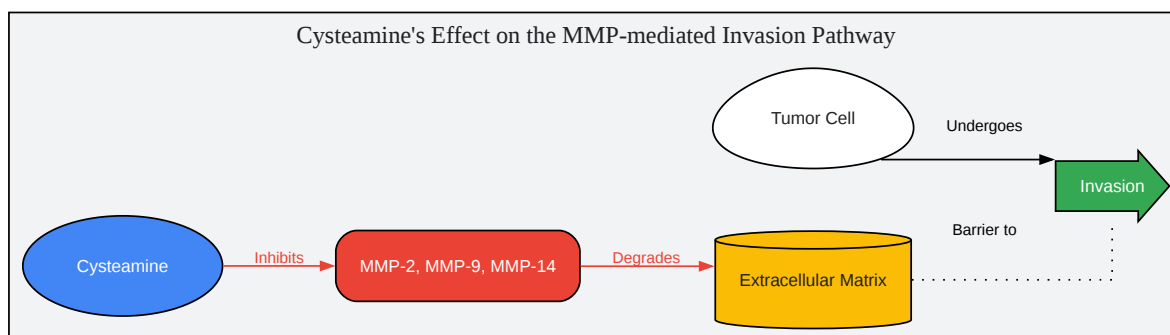 Cysteamine's Effect on the MMP-mediated Invasion Pathway
Tumor Cell
Undergoes
Invasion
Barrier to
Cysteamine
Inhibits
MMP-2, MMP-9, MMP-14
Degrades
Extracellular Matrix